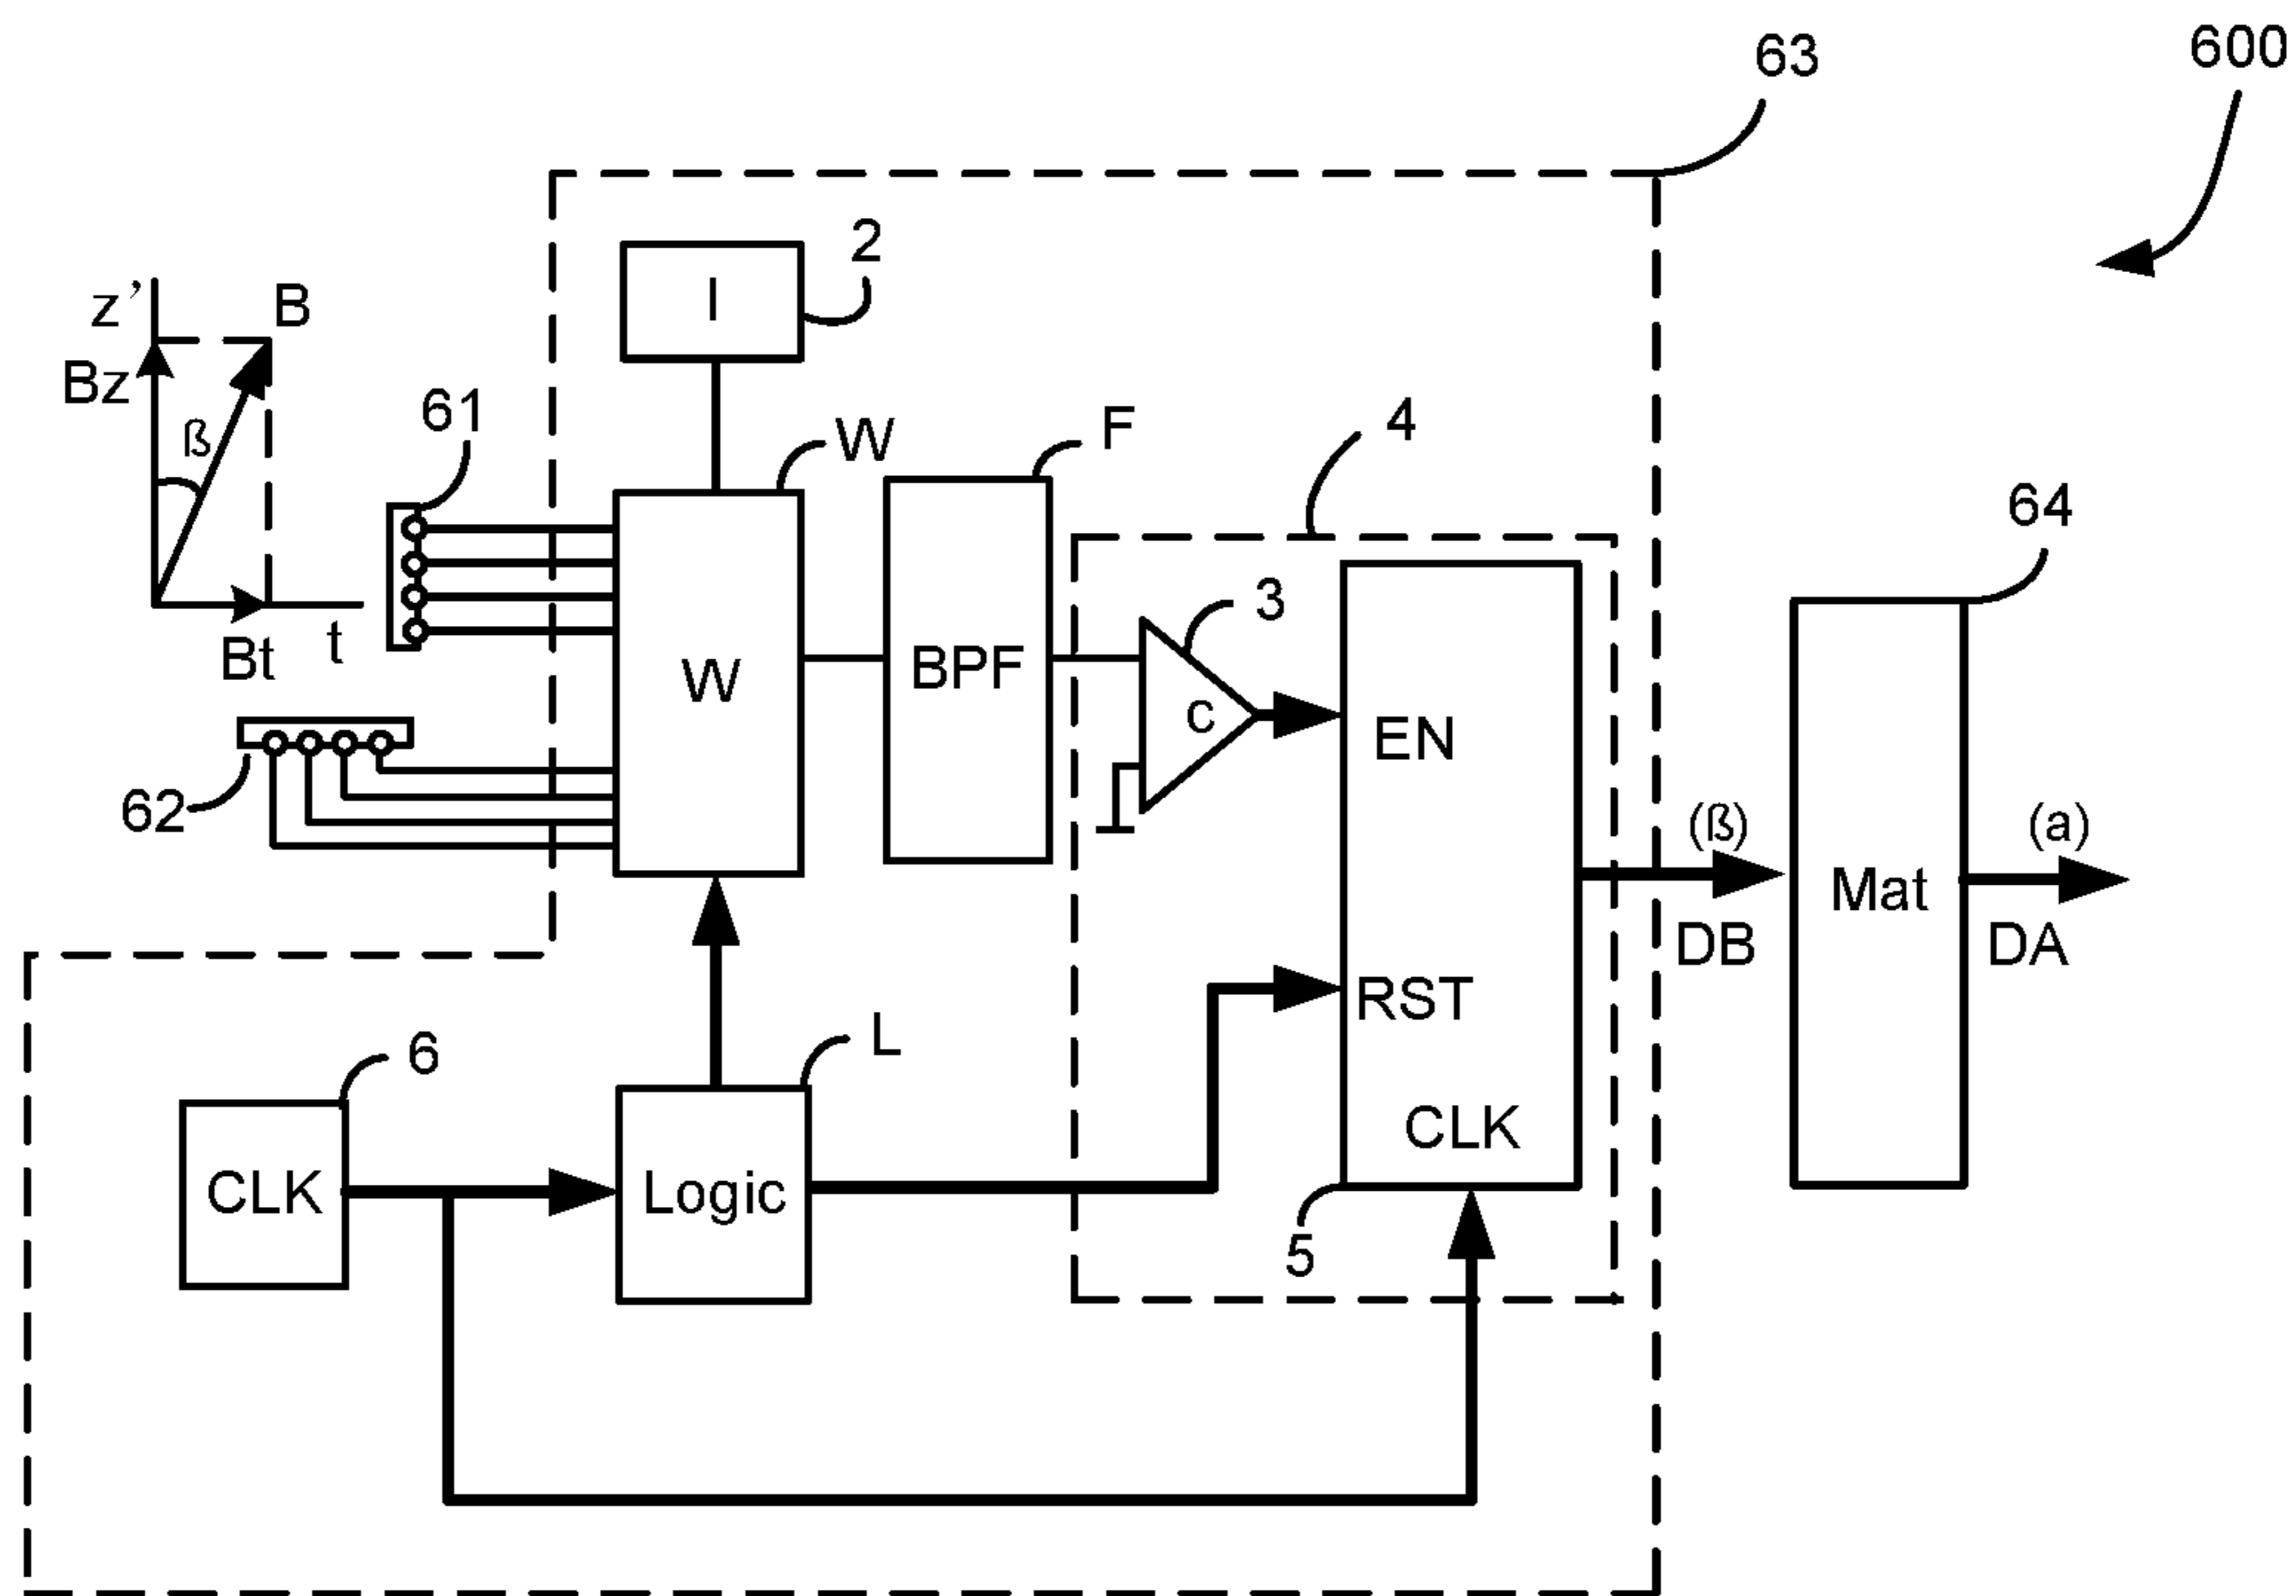 600
63
2
I
z’
B
Bz
ß
61
W
F
4
64
3
Bt
t
W
BPF
C
EN
62
(ß)
(a)
Mat
DB
DA
RST
6
L
CLK
CLK
Logic
5